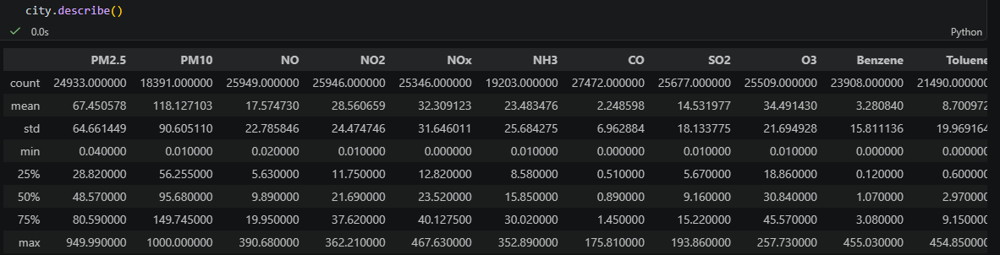 city.describe()
0.0s Python
PM2.5 PM10 NO NO2 NOx NH3 CO SO2 O3 Benzene Toluene
count 24933.000000 18391.000000 25949.000000 25946.000000 25346.000000 19203.000000 27472.000000 25677.000000 25509.000000 23908.000000 21490.000000
mean 67.450578 118.127103 17.574730 28.560659 32.309123 23.483476 2.248598 14.531977 34.491430 3.280840 8.700972
std 64.661449 90.605110 22.785846 24.474746 31.646011 25.684275 6.962884 18.133775 21.694928 15.811136 19.969164
min 0.040000 0.010000 0.020000 0.010000 0.000000 0.010000 0.000000 0.010000 0.010000 0.000000 0.000000
25% 28.820000 56.255000 5.630000 11.750000 12.820000 8.580000 0.510000 5.670000 18.860000 0.120000 0.600000
50% 48.570000 95.680000 9.890000 21.690000 23.520000 15.850000 0.890000 9.160000 30.840000 1.070000 2.970000
75% 80.590000 149.745000 19.950000 37.620000 40.127500 30.020000 1.450000 15.220000 45.570000 3.080000 9.150000
max 949.990000 1000.000000 390.680000 362.210000 467.630000 352.890000 175.810000 193.860000 257.730000 455.030000 454.850000